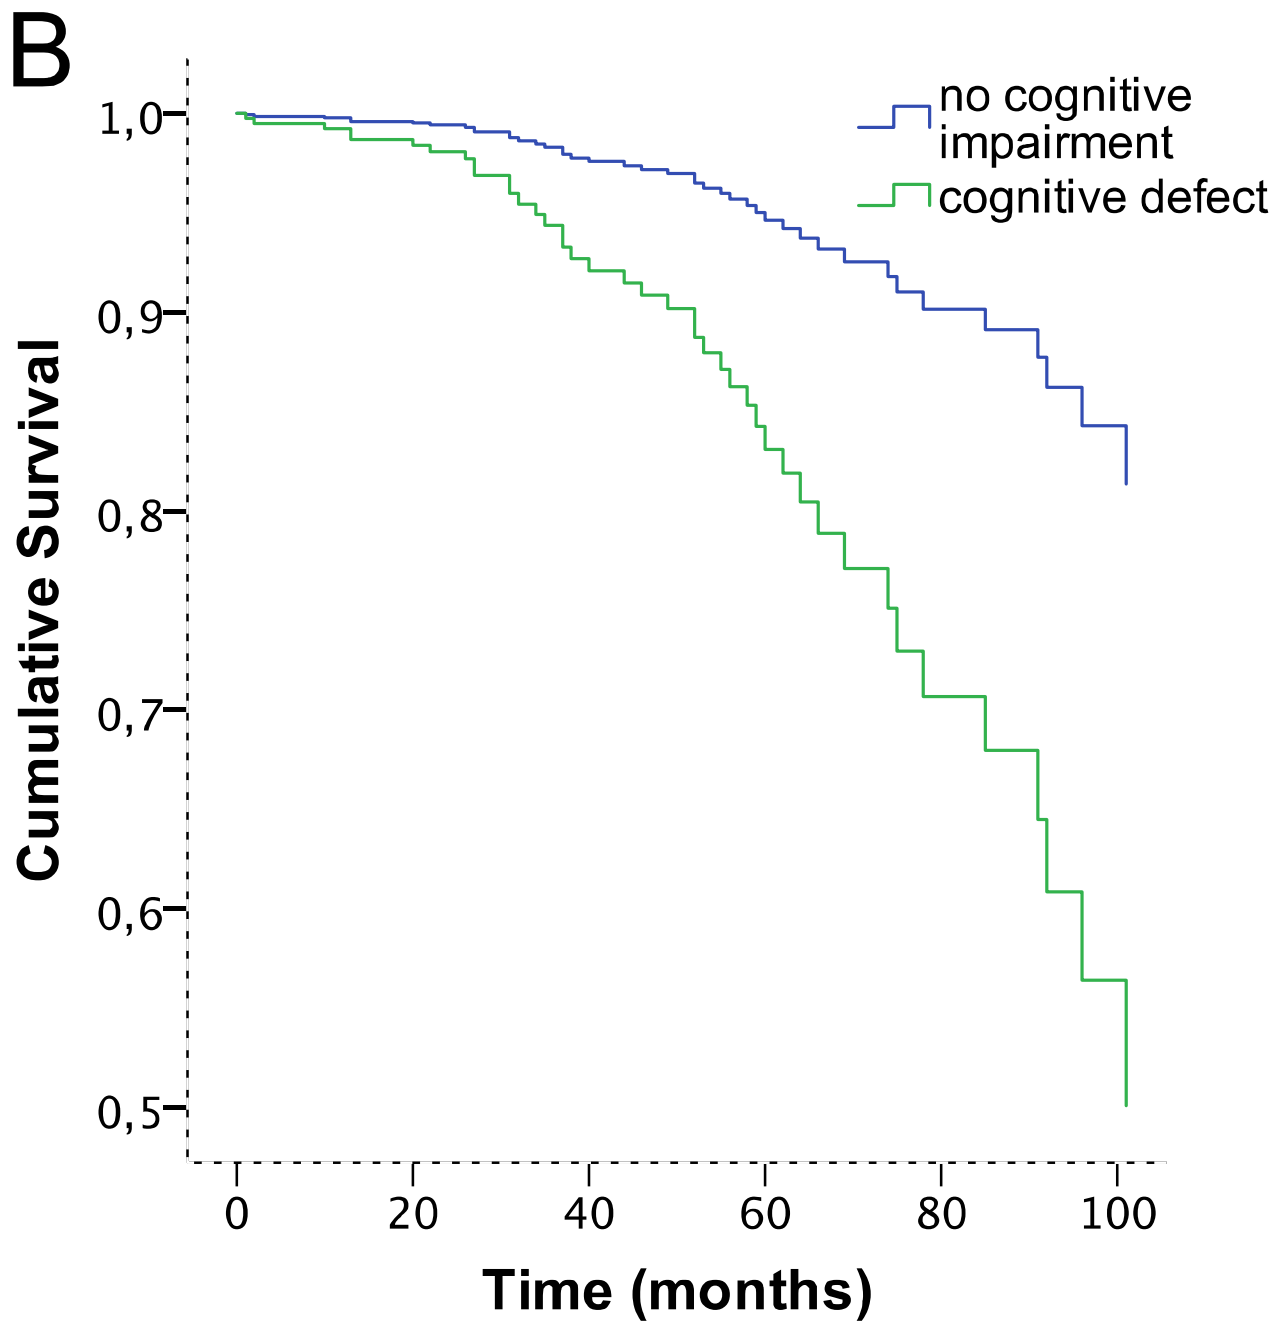 B
no cognitive
impairment
cognitive defect
1,0
0,9
0,8
0,7
0,6
0,5
Cumulative Survival
0 20 40 60 80 100
Time (months)